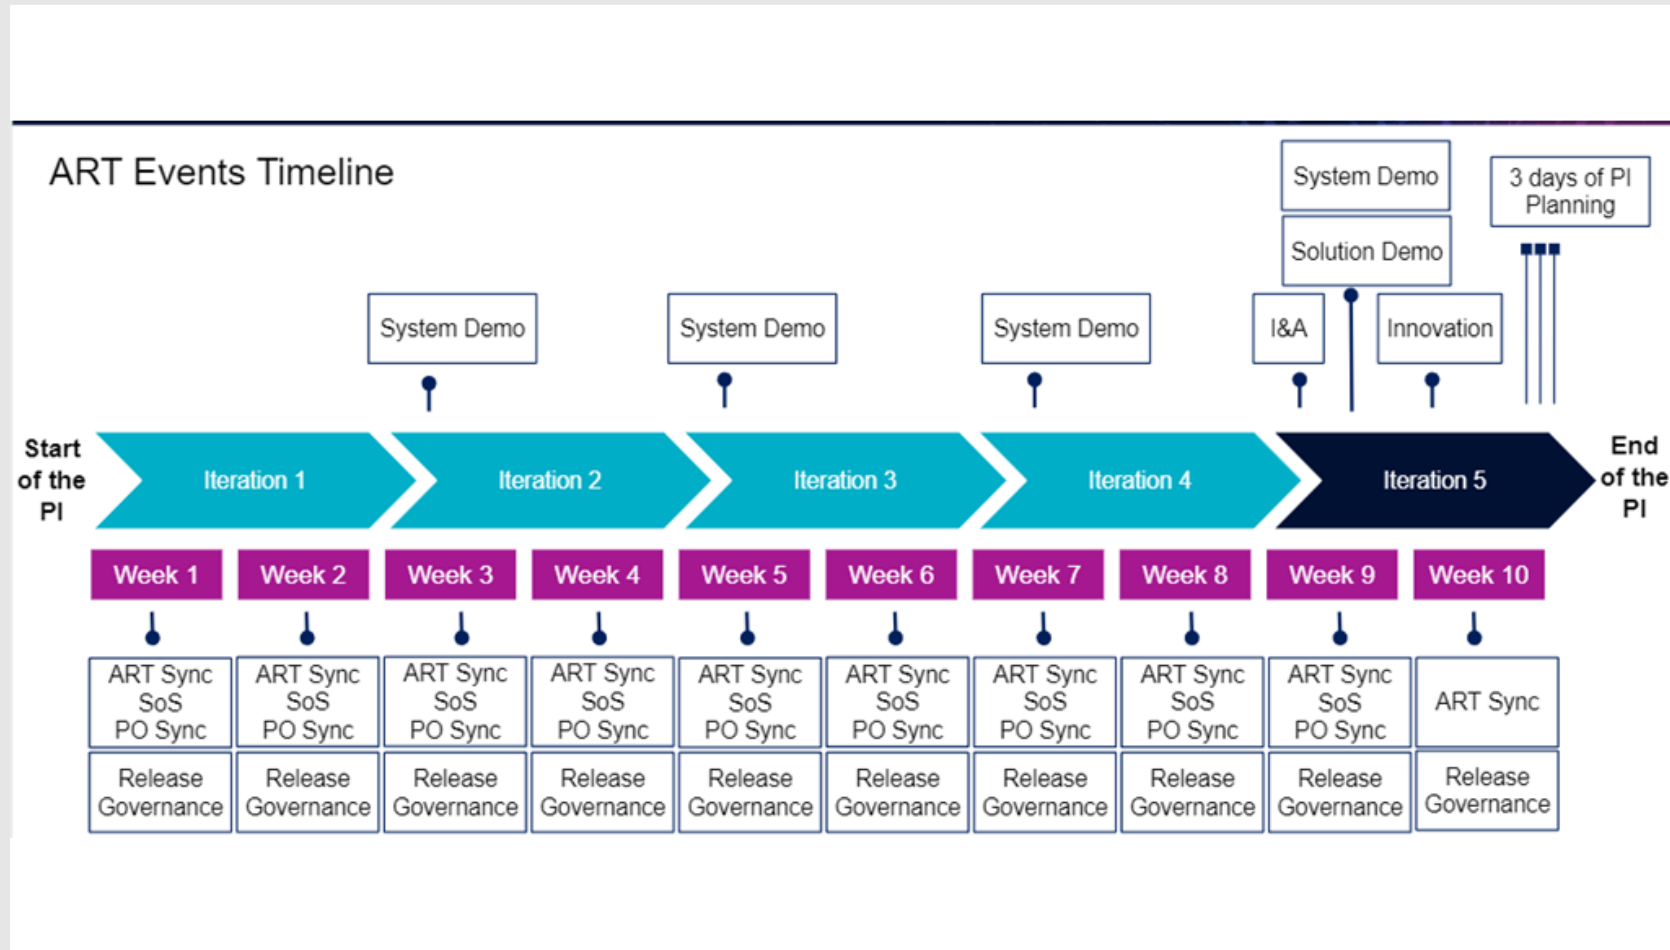 ART Events Timeline
System Demo
Solution Demo
3 days of PI
Planning
System Demo
System Demo
System Demo
I&A
Innovation
Start
of the
PI
Iteration 1
Iteration 2
Iteration 3
Iteration 4
Iteration 5
End
of the
PI
Week 1
Week 2
Week 3
Week 4
Week 5
Week 6
Week 7
Week 8
Week 9
Week 10
ART Sync
SoS
PO Sync
ART Sync
SoS
PO Sync
ART Sync
SoS
PO Sync
ART Sync
SoS
PO Sync
ART Sync
SoS
PO Sync
ART Sync
SoS
PO Sync
ART Sync
SoS
PO Sync
ART Sync
SoS
PO Sync
ART Sync
SoS
PO Sync
ART Sync
Release
Governance
Release
Governance
Release
Governance
Release
Governance
Release
Governance
Release
Governance
Release
Governance
Release
Governance
Release
Governance
Release
Governance